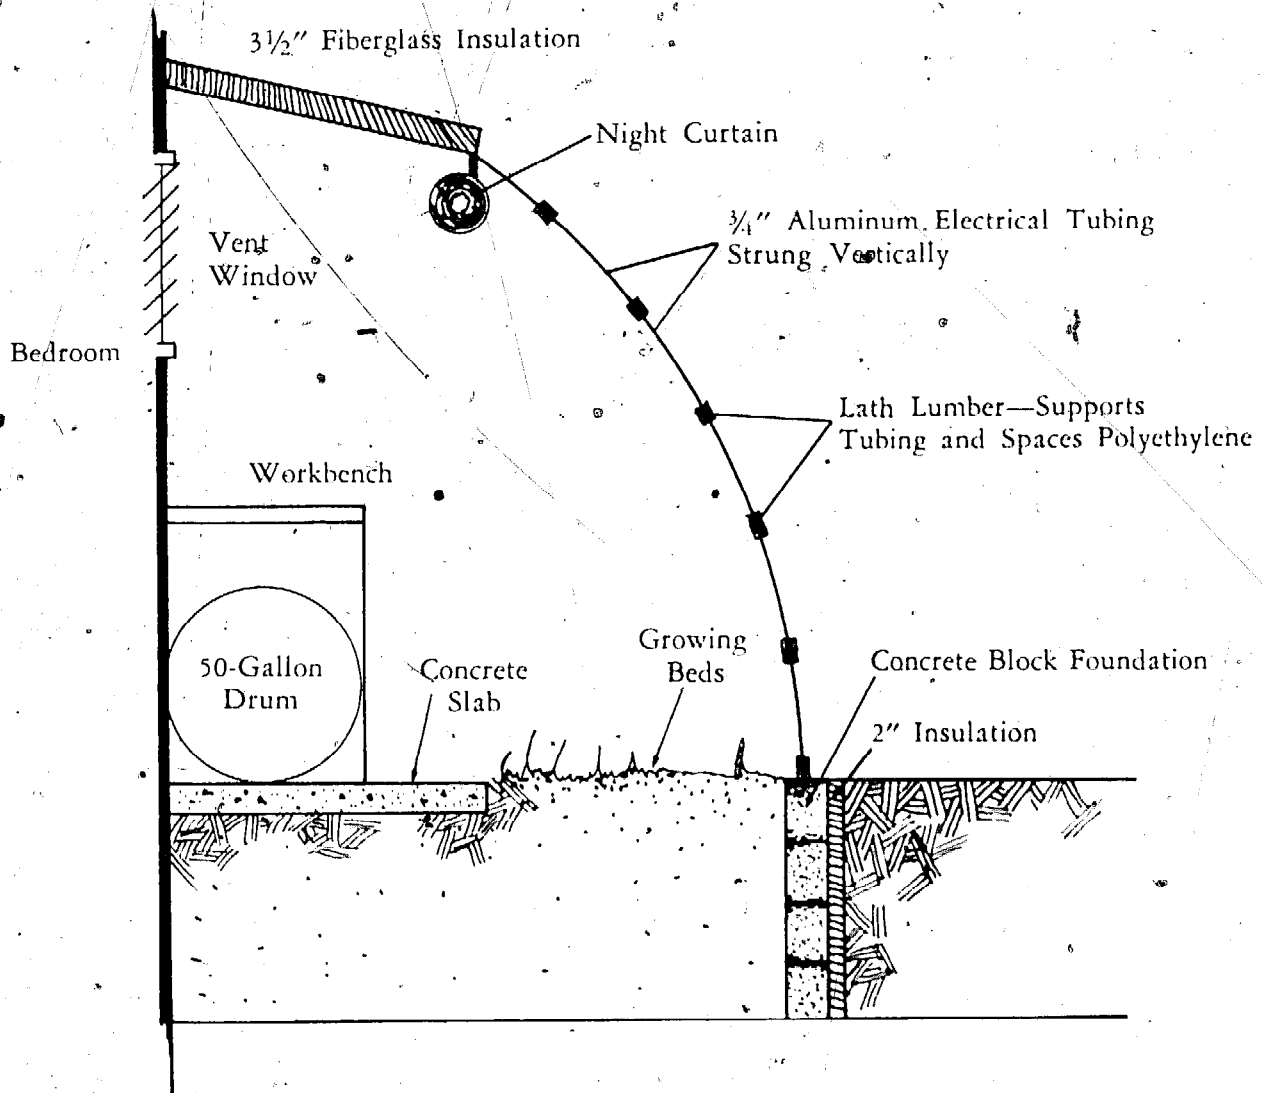 3½" Fiberglass Insulation
Night Curtain
¾" Aluminum Electrical Tubing
Strung Vertically
Vent
Window
Bedroom
Lath Lumber—Supports
Tubing and Spaces Polyethylene
Workbench
Growing
Beds
50-Gallon
Drum
Concrete
Slab
Concrete Block Foundation
2" Insulation